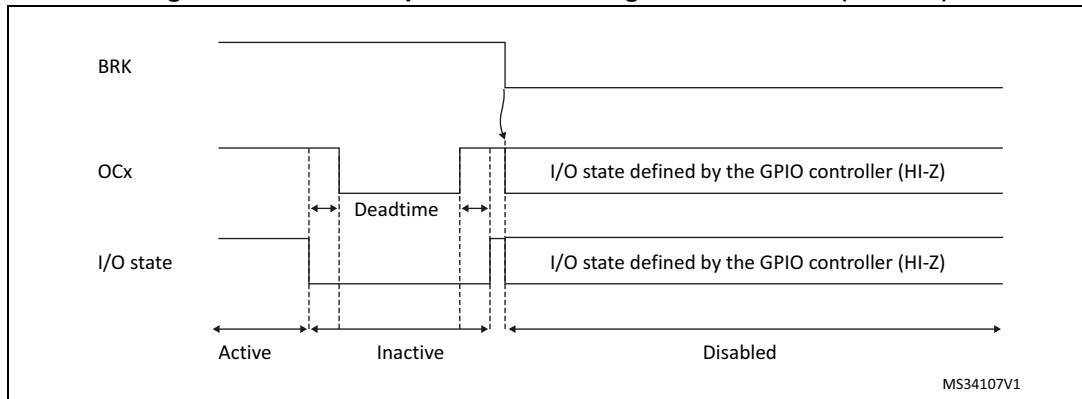 BRK
OCx
I/O state defined by the GPIO controller (HI-Z)
Deadtime
I/O state
I/O state defined by the GPIO controller (HI-Z)
Active
Inactive
Disabled
MS34107V1